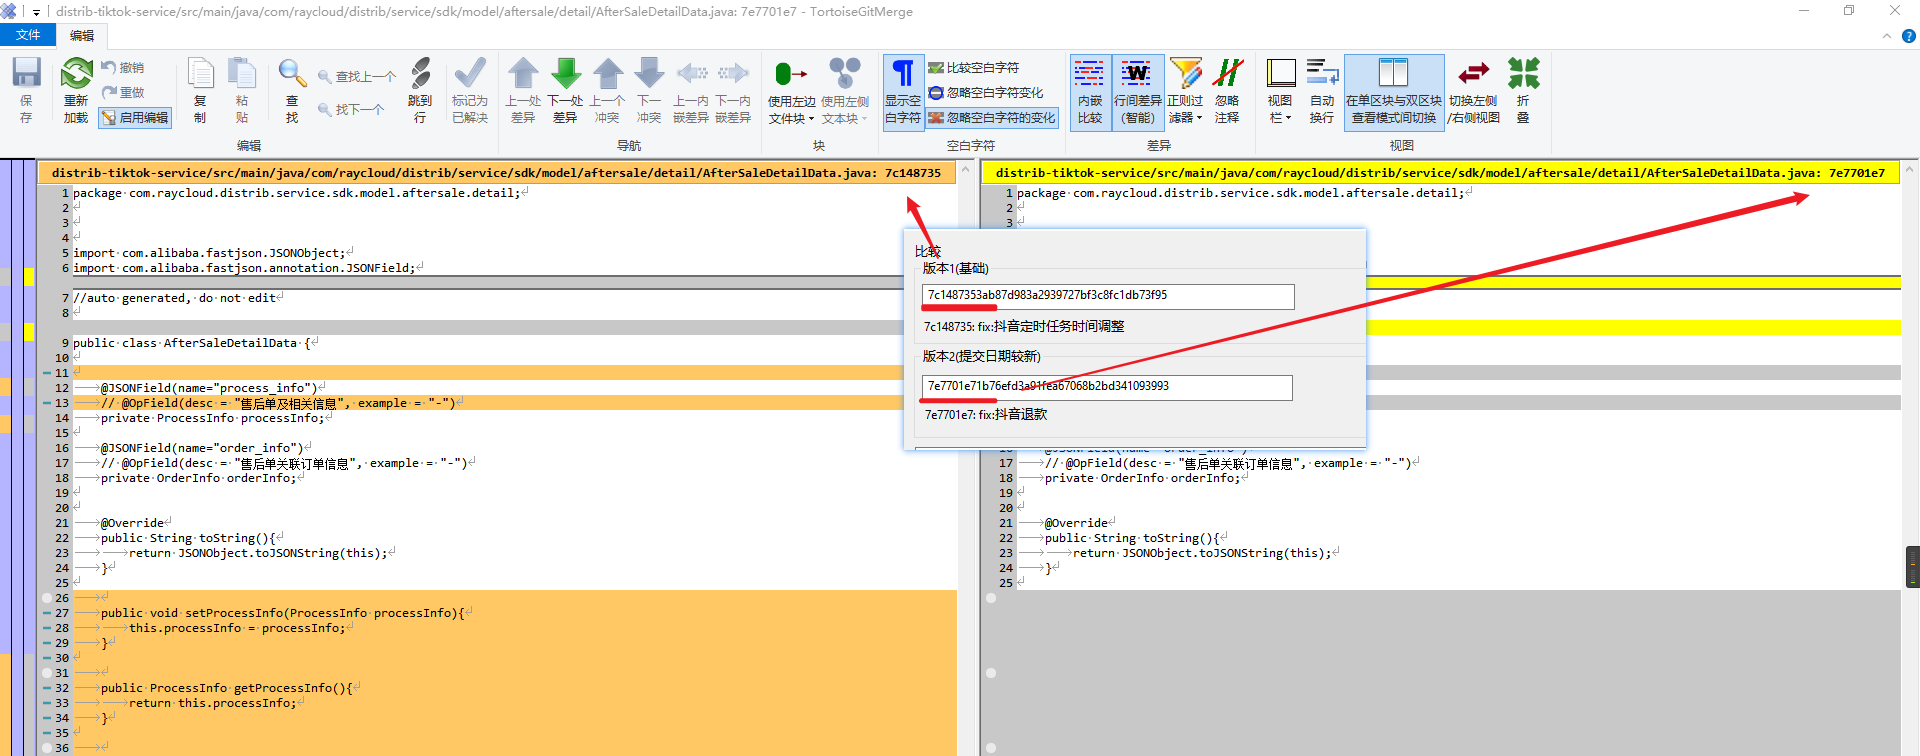 distrib-tiktok-service/src/main/java/com/raycloud/distrib/service/sdk/model/aftersale/detail/AfterSaleDetailData.java: 7e7701e7 - TortoiseGitMerge
文件
编辑
保存
重新加载
撤销
重做
启用编辑
复制
粘贴
查找
查找上一个
找下一个
跳到行
标记为已解决
上一处差异
下一处差异
上一个冲突
下一冲突
上一内嵌差异
下一内嵌差异
使用左边文件块
使用左侧文本块
显示空白字符
比较空白字符
忽略空白字符变化
忽略空白字符的变化
内嵌比较
行间差异(智能)
正则过滤器
忽略注释
视图栏
自动换行
在单区块与双区块查看模式间切换
切换左侧/右侧视图
折叠
编辑
导航
块
空白字符
差异
视图
distrib-tiktok-service/src/main/java/com/raycloud/distrib/service/sdk/model/aftersale/detail/AfterSaleDetailData.java: 7c148735
1 package com.raycloud.distrib.service.sdk.model.aftersale.detail;
2
3
4
5 import com.alibaba.fastjson.JSONObject;
6 import com.alibaba.fastjson.annotation.JSONField;
7 //auto generated, do not edit
8
9 public class AfterSaleDetailData {
10
11
12 @JSONField(name="process_info")
13 // @OpField(desc = "售后单及相关信息", example = "-")
14 private ProcessInfo processInfo;
15
16 @JSONField(name="order_info")
17 // @OpField(desc = "售后单关联订单信息", example = "-")
18 private OrderInfo orderInfo;
19
20
21 @Override
22 public String toString(){
23 return JSONObject.toJSONString(this);
24 }
25
26
27 public void setProcessInfo(ProcessInfo processInfo){
28 this.processInfo = processInfo;
29 }
30
31
32 public ProcessInfo getProcessInfo(){
33 return this.processInfo;
34 }
35
36
distrib-tiktok-service/src/main/java/com/raycloud/distrib/service/sdk/model/aftersale/detail/AfterSaleDetailData.java: 7e7701e7
1 package com.raycloud.distrib.service.sdk.model.aftersale.detail;
2
3
比较
版本1(基础)
7c1487353ab87d983a2939727bf3c8fc1db73f95
7c148735: fix:抖音定时任务时间调整
版本2(提交日期较新)
7e7701e71b76efd3a91fea67068b2bd341093993
7e7701e7: fix:抖音退款
17 // @OpField(desc = "售后单关联订单信息", example = "-")
18 private OrderInfo orderInfo;
19
20
21 @Override
22 public String toString(){
23 return JSONObject.toJSONString(this);
24 }
25